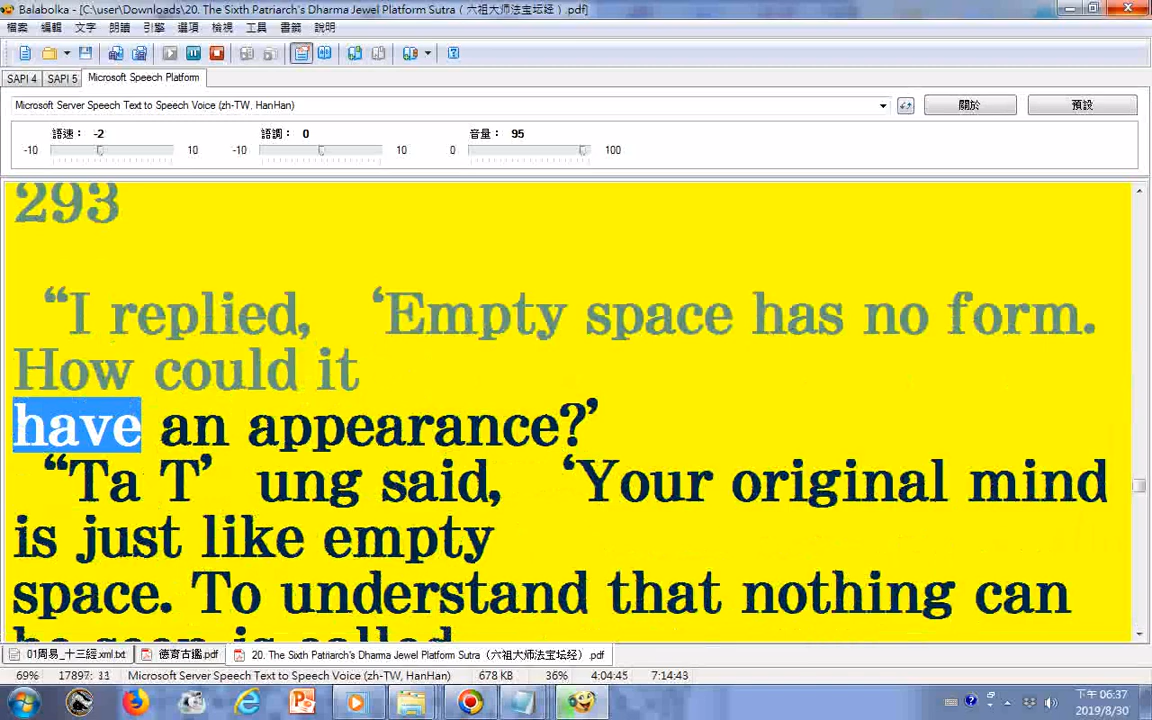 Balabolka - [C:\user\Downloads\20. The Sixth Patriarch's Dharma Jewel Platform Sutra（六祖大师法宝坛经）.pdf]
檔案 編輯 文字 朗讀 引擎 選項 檢視 工具 書籤 說明
SAPI 4 SAPI 5 Microsoft Speech Platform
Microsoft Server Speech Text to Speech Voice (zh-TW, HanHan) 關於 預設
語速： -2 語調： 0 音量： 95
-10 10 -10 10 0 100
293
“I replied, ‘Empty space has no form.
How could it
have an appearance?’
“Ta T’ ung said, ‘Your original mind
is just like empty
space. To understand that nothing can
be seen is called
01周易_十三經.xml.txt 德育古鑑.pdf 20. The Sixth Patriarch's Dharma Jewel Platform Sutra（六祖大师法宝坛经）.pdf
69% 17897: 11 Microsoft Server Speech Text to Speech Voice (zh-TW, HanHan) 678 KB 36% 4:04:45 7:14:43
下午 06:37
2019/8/30